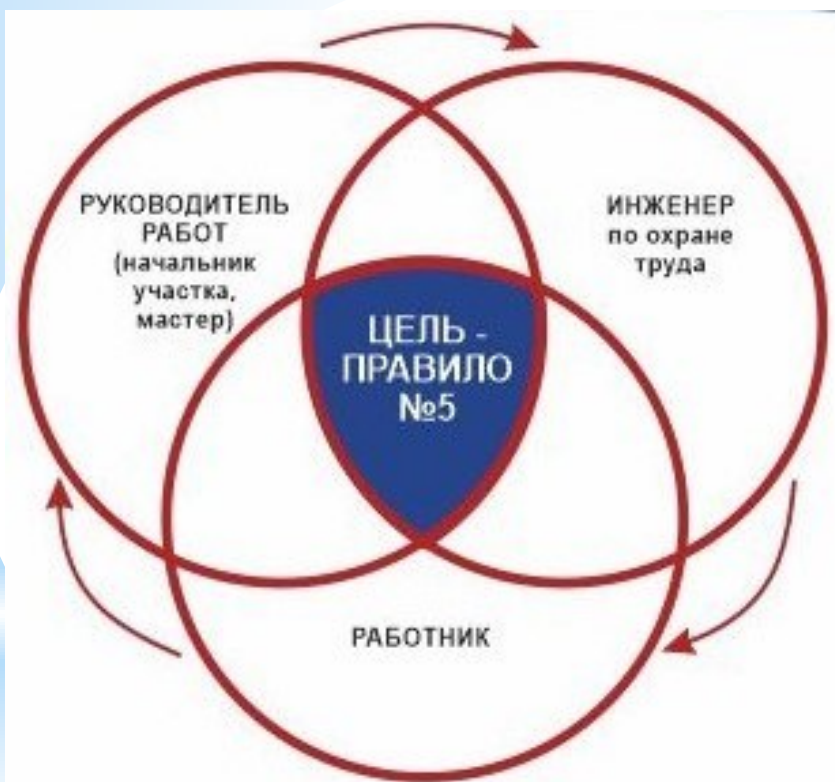 РУКОВОДИТЕЛЬ
РАБОТ
(начальник
участка,
мастер)
ИНЖЕНЕР
по охране
труда
ЦЕЛЬ -
ПРАВИЛО
№5
РАБОТНИК